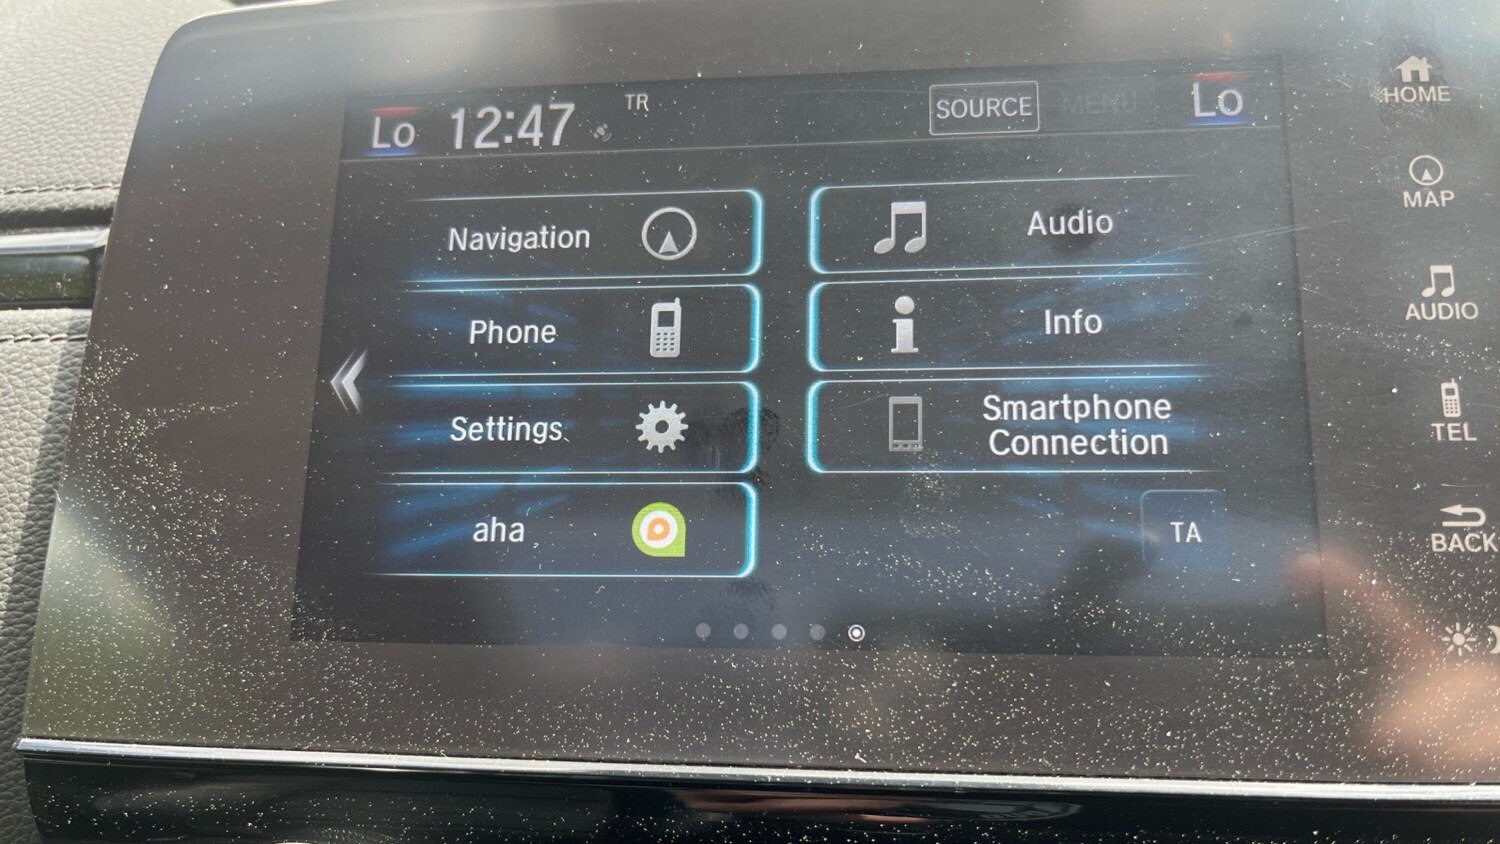 Lo 12:47 TR SOURCE MENU Lo
HOME
Navigation
Audio
MAP
Phone
Info
AUDIO
Settings
Smartphone
Connection
TEL
aha
TA
BACK